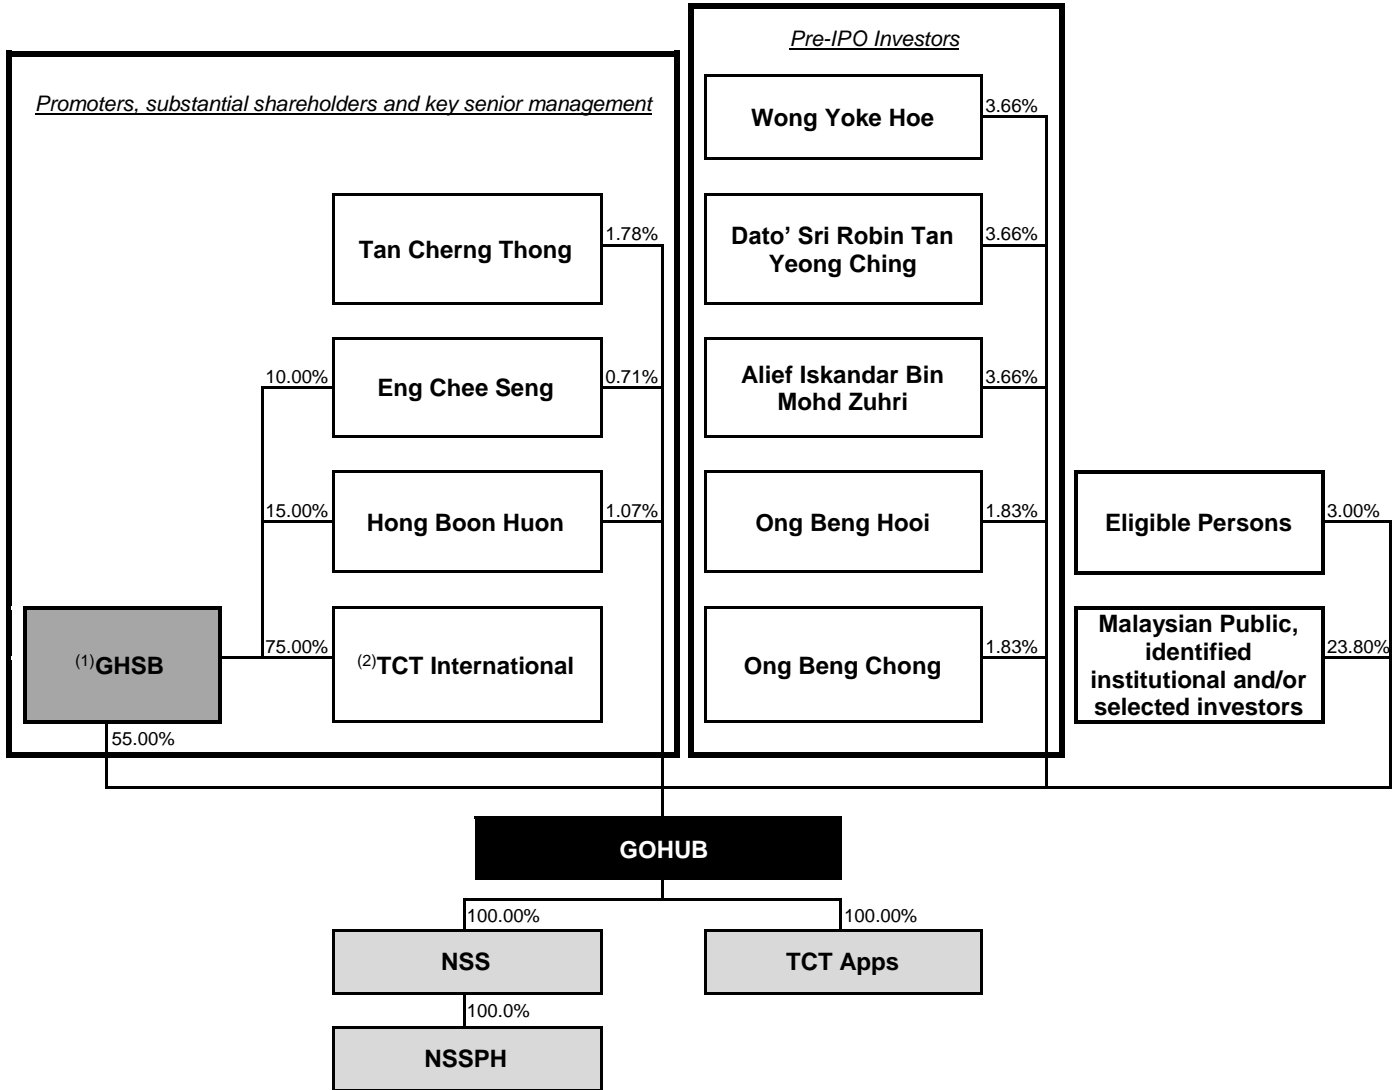 Pre-IPO Investors
Promoters, substantial shareholders and key senior management
Wong Yoke Hoe
3.66%
Tan Cherng Thong
1.78%
Dato’ Sri Robin Tan
Yeong Ching
3.66%
10.00%
Eng Chee Seng
0.71%
Alief Iskandar Bin
Mohd Zuhri
3.66%
15.00%
Hong Boon Huon
1.07%
Ong Beng Hooi
1.83%
Eligible Persons
3.00%
(1)GHSB
75.00%
(2)TCT International
Ong Beng Chong
1.83%
Malaysian Public,
identified
institutional and/or
selected investors
23.80%
55.00%
GOHUB
100.00%
100.00%
NSS
TCT Apps
100.0%
NSSPH